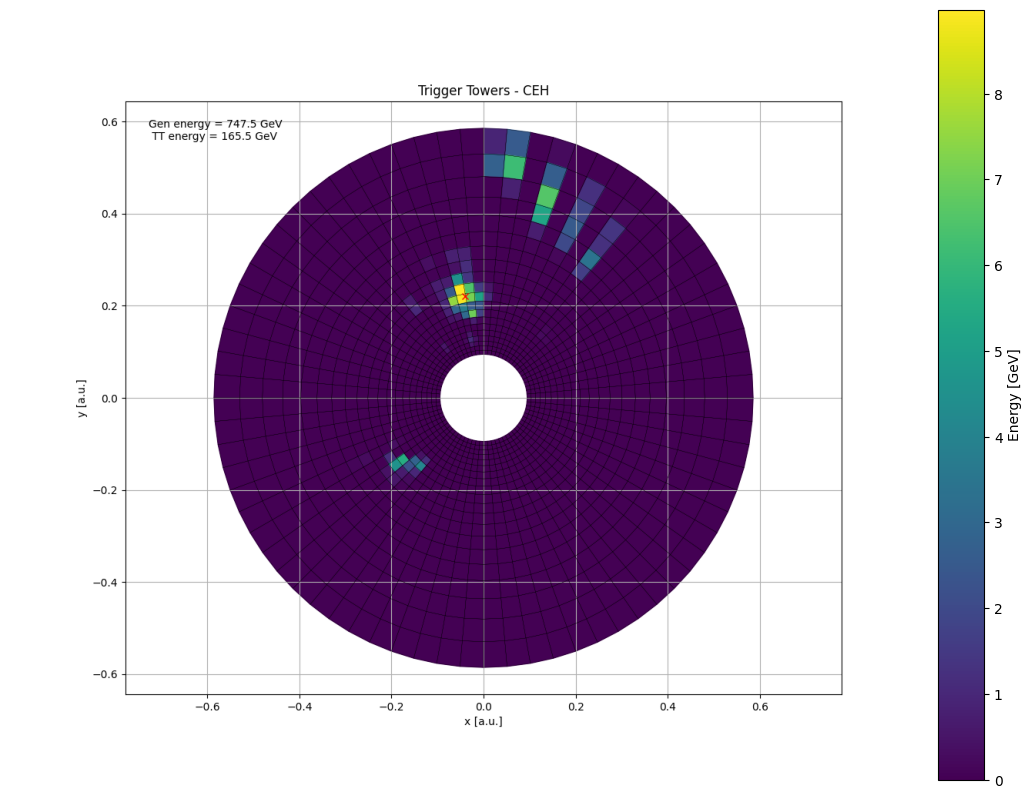 Trigger Towers - CEH
Gen energy = 747.5 GeV
TT energy = 165.5 GeV
0.6
0.4
0.2
0.0
−0.2
−0.4
−0.6
y [a.u.]
−0.6 −0.4 −0.2 0.0 0.2 0.4 0.6
x [a.u.]
8
7
6
5
4
3
2
1
0
Energy [GeV]